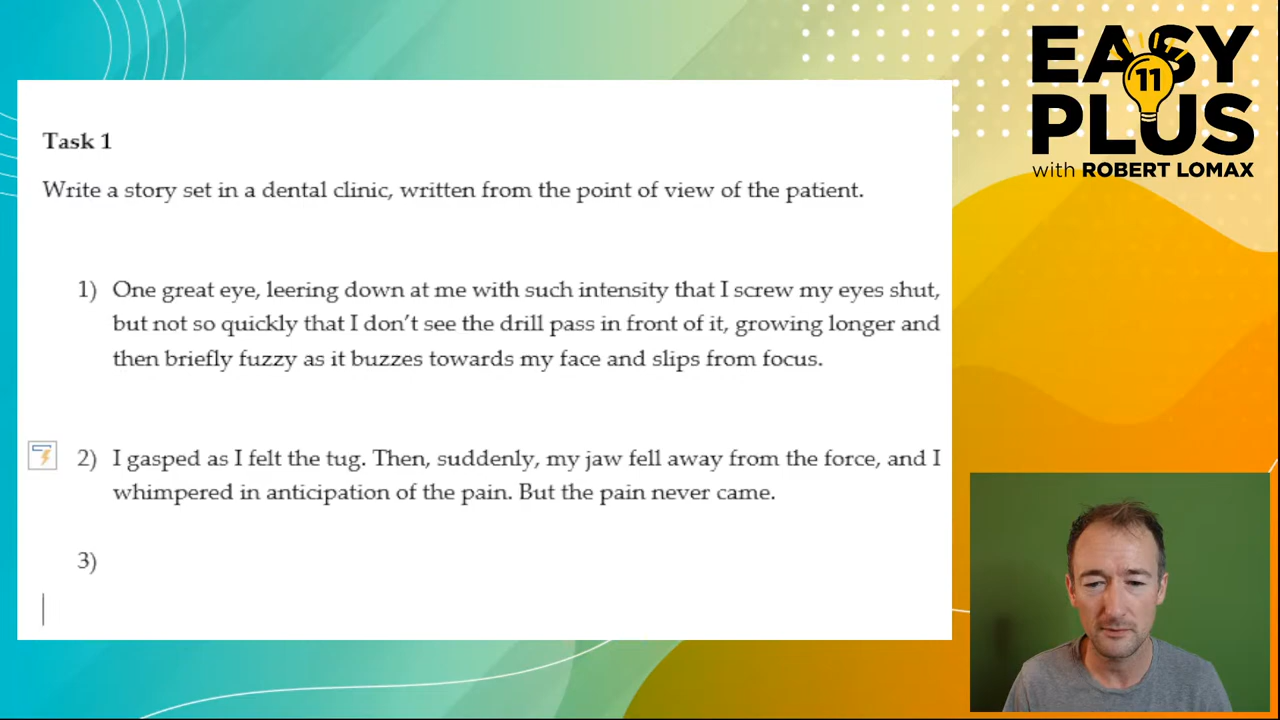 EASY
11
PLUS
with ROBERT LOMAX
Task 1
Write a story set in a dental clinic, written from the point of view of the patient.
1) One great eye, leering down at me with such intensity that I screw my eyes shut,
but not so quickly that I don't see the drill pass in front of it, growing longer and
then briefly fuzzy as it buzzes towards my face and slips from focus.
2) I gasped as I felt the tug. Then, suddenly, my jaw fell away from the force, and I
whimpered in anticipation of the pain. But the pain never came.
3)